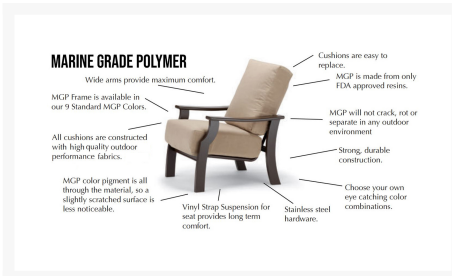 MARINE GRADE POLYMER
Cushions are easy to
replace.
Wide arms provide maximum comfort.
MGP is made from only
FDA approved resins.
MGP Frame is available in
our 9 Standard MGP Colors.
MGP will not crack, rot or
separate in any outdoor
environment
All cushions are constructed
with high quality outdoor
performance fabrics.
Strong, durable
construction.
MGP color pigment is all
through the material, so a
slightly scratched surface is
less noticeable.
Vinyl Strap Suspension for
seat provides long term
comfort.
Stainless steel
hardware.
Choose your own
eye catching color
combinations.